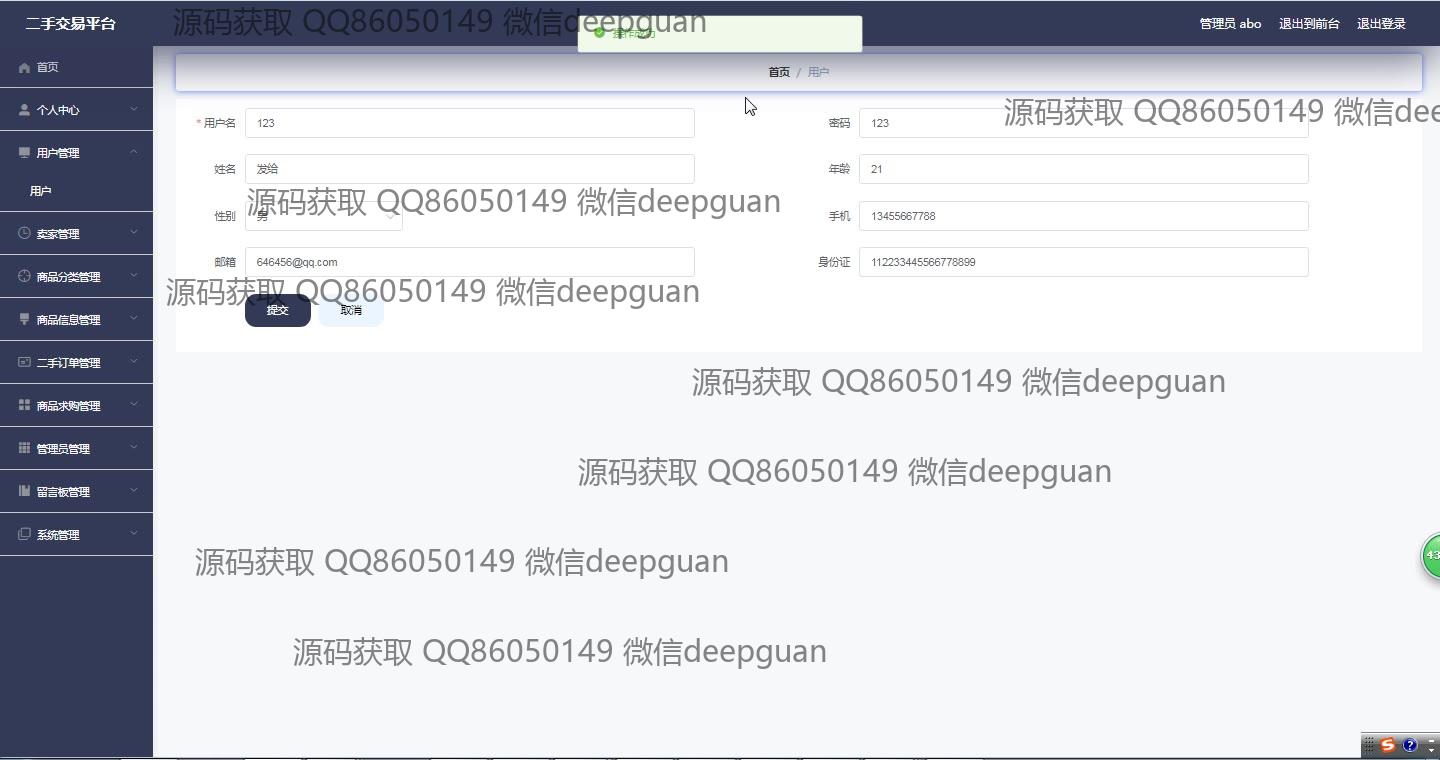 二手交易平台
源码获取 QQ86050149 微信deepguan
操作成功
管理员 abo 退出到前台 退出登录
首页
个人中心
用户管理
用户
卖家管理
商品分类管理
商品信息管理
二手订单管理
商品求购管理
管理员管理
留言板管理
系统管理
首页 / 用户
源码获取 QQ86050149 微信dee
* 用户名 123
密码 123
姓名 发给
年龄 21
源码获取 QQ86050149 微信deepguan
性别 男
手机 13455667788
邮箱 646456@qq.com
身份证 112233445566778899
源码获取 QQ86050149 微信deepguan
提交 取消
源码获取 QQ86050149 微信deepguan
源码获取 QQ86050149 微信deepguan
源码获取 QQ86050149 微信deepguan
源码获取 QQ86050149 微信deepguan
43